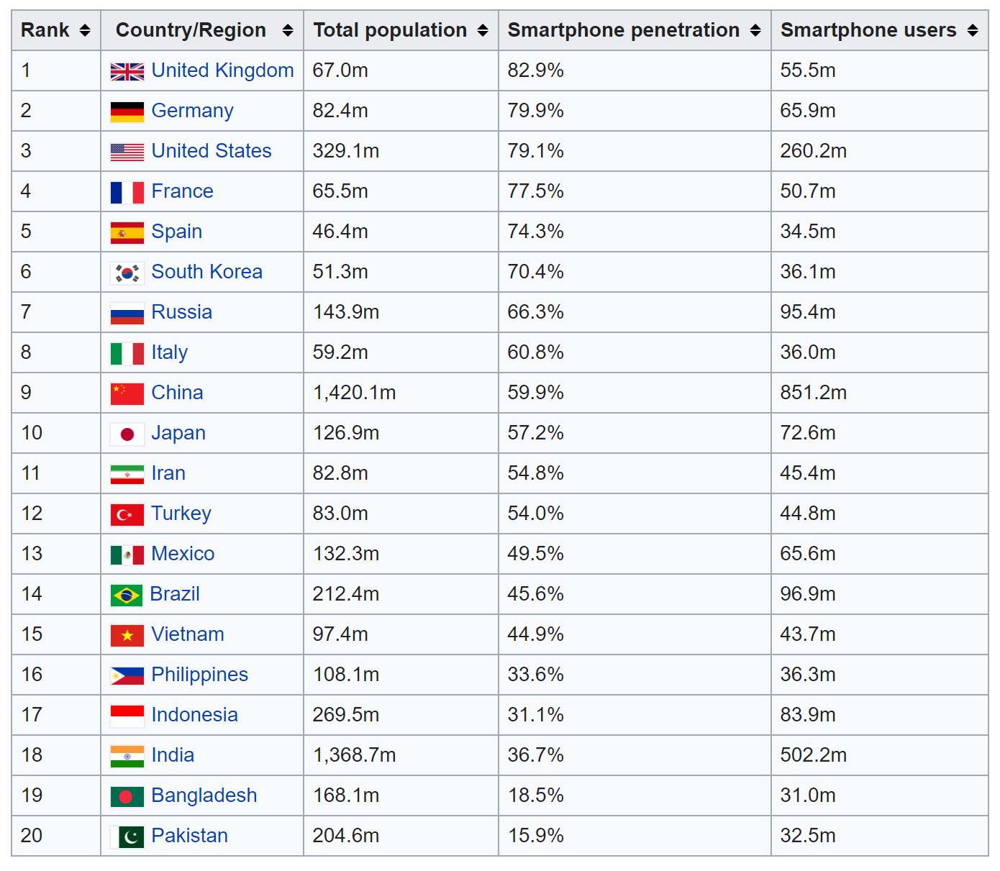 Rank Country/Region Total population Smartphone penetration Smartphone users
1 United Kingdom 67.0m 82.9% 55.5m
2 Germany 82.4m 79.9% 65.9m
3 United States 329.1m 79.1% 260.2m
4 France 65.5m 77.5% 50.7m
5 Spain 46.4m 74.3% 34.5m
6 South Korea 51.3m 70.4% 36.1m
7 Russia 143.9m 66.3% 95.4m
8 Italy 59.2m 60.8% 36.0m
9 China 1,420.1m 59.9% 851.2m
10 Japan 126.9m 57.2% 72.6m
11 Iran 82.8m 54.8% 45.4m
12 Turkey 83.0m 54.0% 44.8m
13 Mexico 132.3m 49.5% 65.6m
14 Brazil 212.4m 45.6% 96.9m
15 Vietnam 97.4m 44.9% 43.7m
16 Philippines 108.1m 33.6% 36.3m
17 Indonesia 269.5m 31.1% 83.9m
18 India 1,368.7m 36.7% 502.2m
19 Bangladesh 168.1m 18.5% 31.0m
20 Pakistan 204.6m 15.9% 32.5m